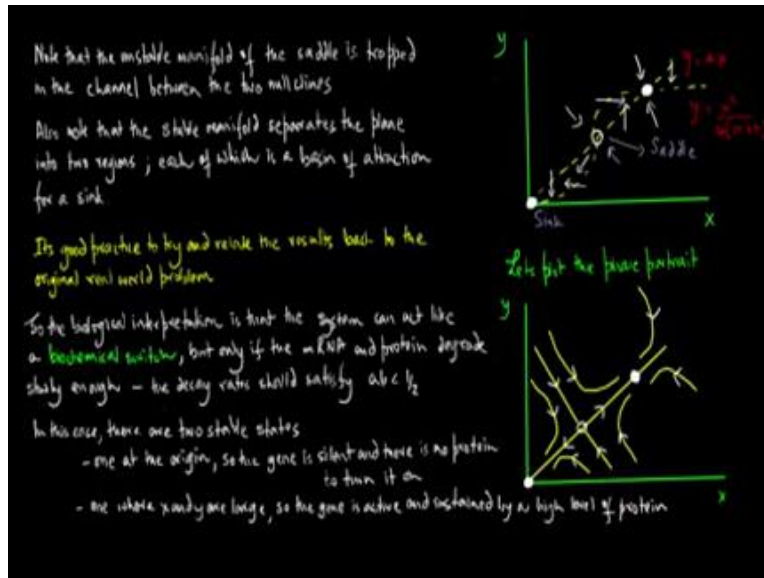 Note that the unstable manifold of the saddle is trapped
in the channel between the two nullclines
Also note that the stable manifold separates the plane
into two regions; each of which is a basin of attraction
for a sink
Its good practice to try and relate the results back to the
original real world problem
So the biological interpretation is that the system can act like
a biochemical switch, but only if the mRNA and protein degrade
slowly enough – the decay rates should satisfy ab < 1/2
In this case, there are two stable states
- one at the origin, so the gene is silent and there is no protein
to turn it on
- one where x and y are large, so the gene is active and sustained by a high level of protein
y
y = ax
y =
Saddle
Sink
x
Lets plot the phase portrait
y
x